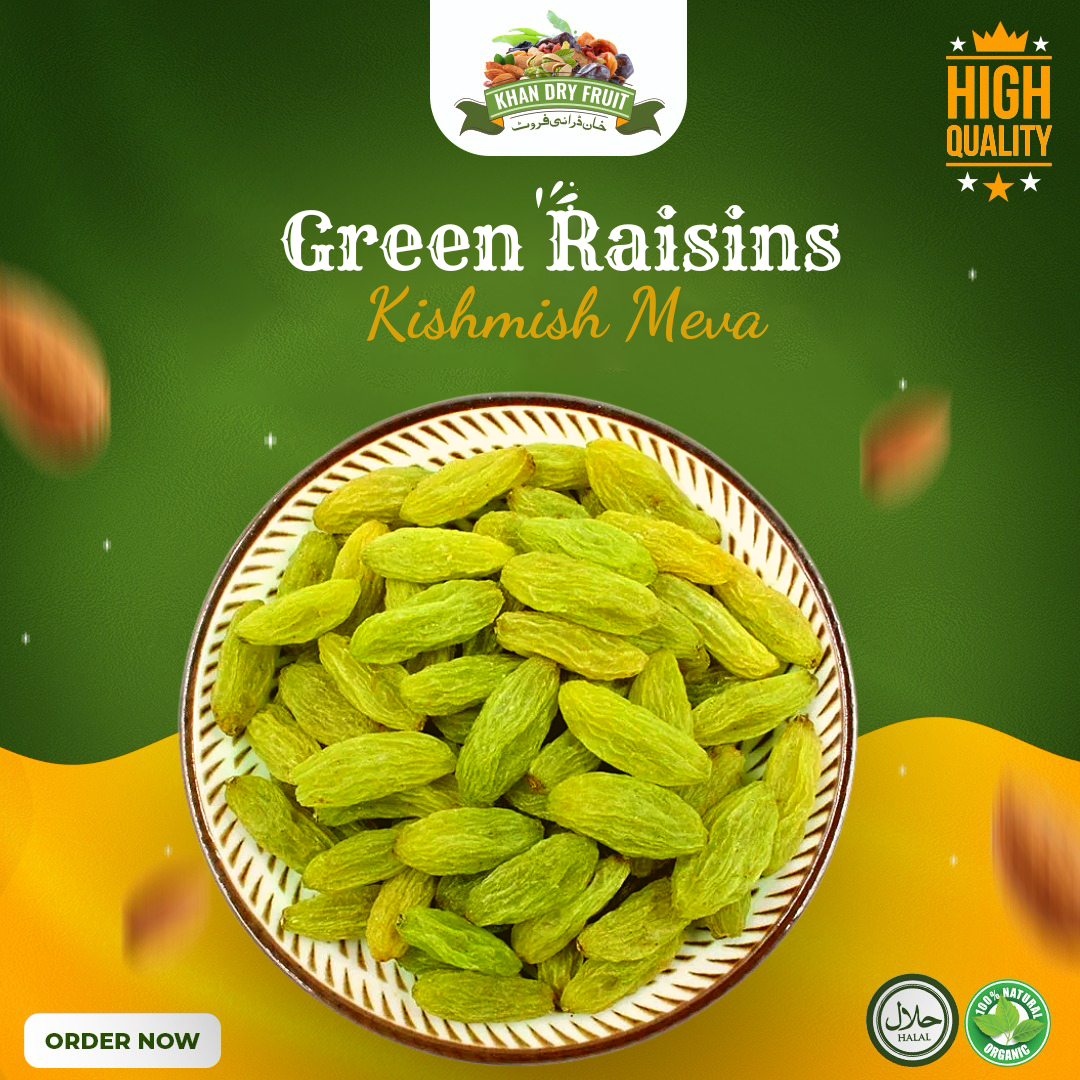 KHAN DRY FRUIT
خان ڈرائی فروٹ
HIGH
QUALITY
Green Raisins
Kishmish Meva
ORDER NOW
حلال
HALAL
100% NATURAL
ORGANIC